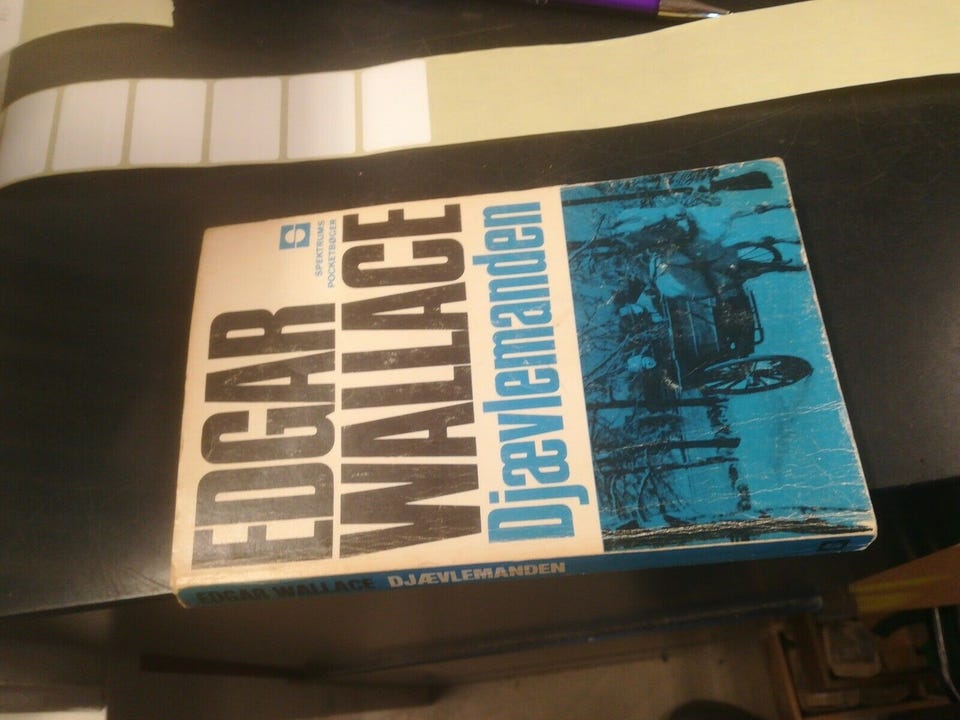 SPEKTRUMS
POCKETBØGER
EDGAR
WALLACE
Djævlemanden
EDGAR WALLACE DJÆVLEMANDEN